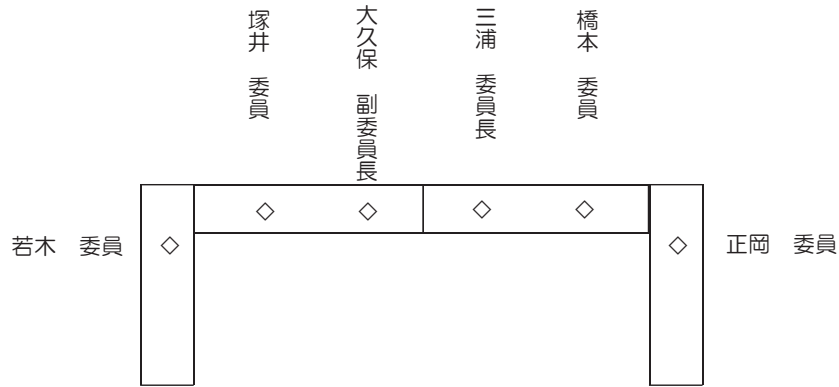 塚井　委員
大久保　副委員長
三浦　委員長
橋本　委員
若木　委員
正岡　委員